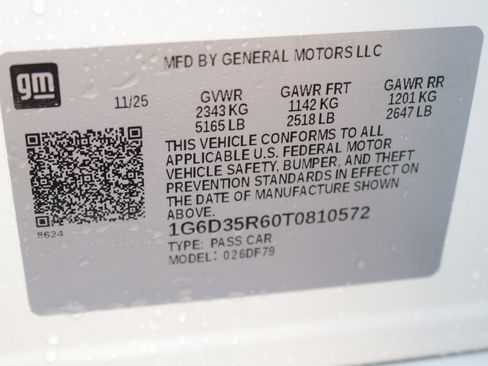 gm
MFD BY GENERAL MOTORS LLC
11/25 GVWR GAWR FRT GAWR RR
2343 KG 1142 KG 1201 KG
5165 LB 2518 LB 2647 LB
THIS VEHICLE CONFORMS TO ALL
APPLICABLE U.S. FEDERAL MOTOR
VEHICLE SAFETY, BUMPER, AND THEFT
PREVENTION STANDARDS IN EFFECT ON
THE DATE OF MANUFACTURE SHOWN
ABOVE.
8624
1G6D35R60T0810572
TYPE: PASS CAR
MODEL: 026DF79